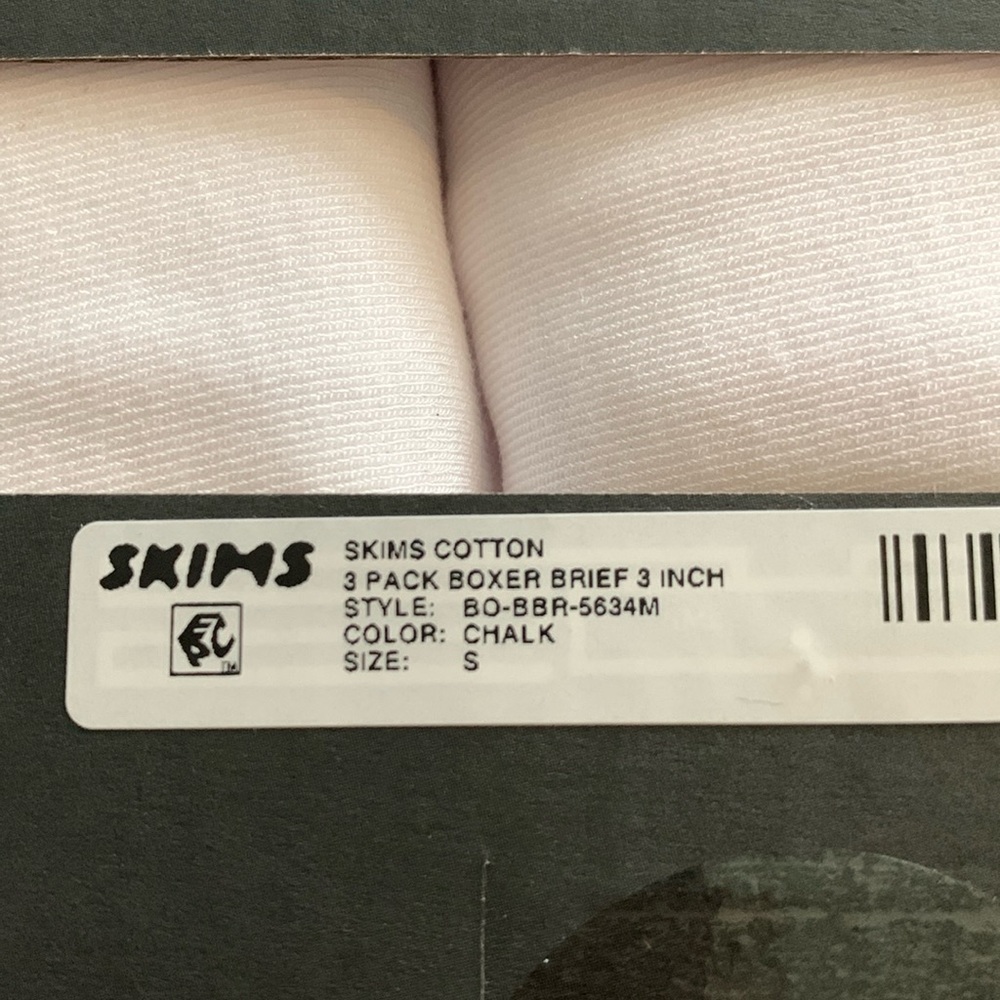 SKIMS
SKIMS COTTON
3 PACK BOXER BRIEF 3 INCH
STYLE: BO-BBR-5634M
COLOR: CHALK
SIZE: S